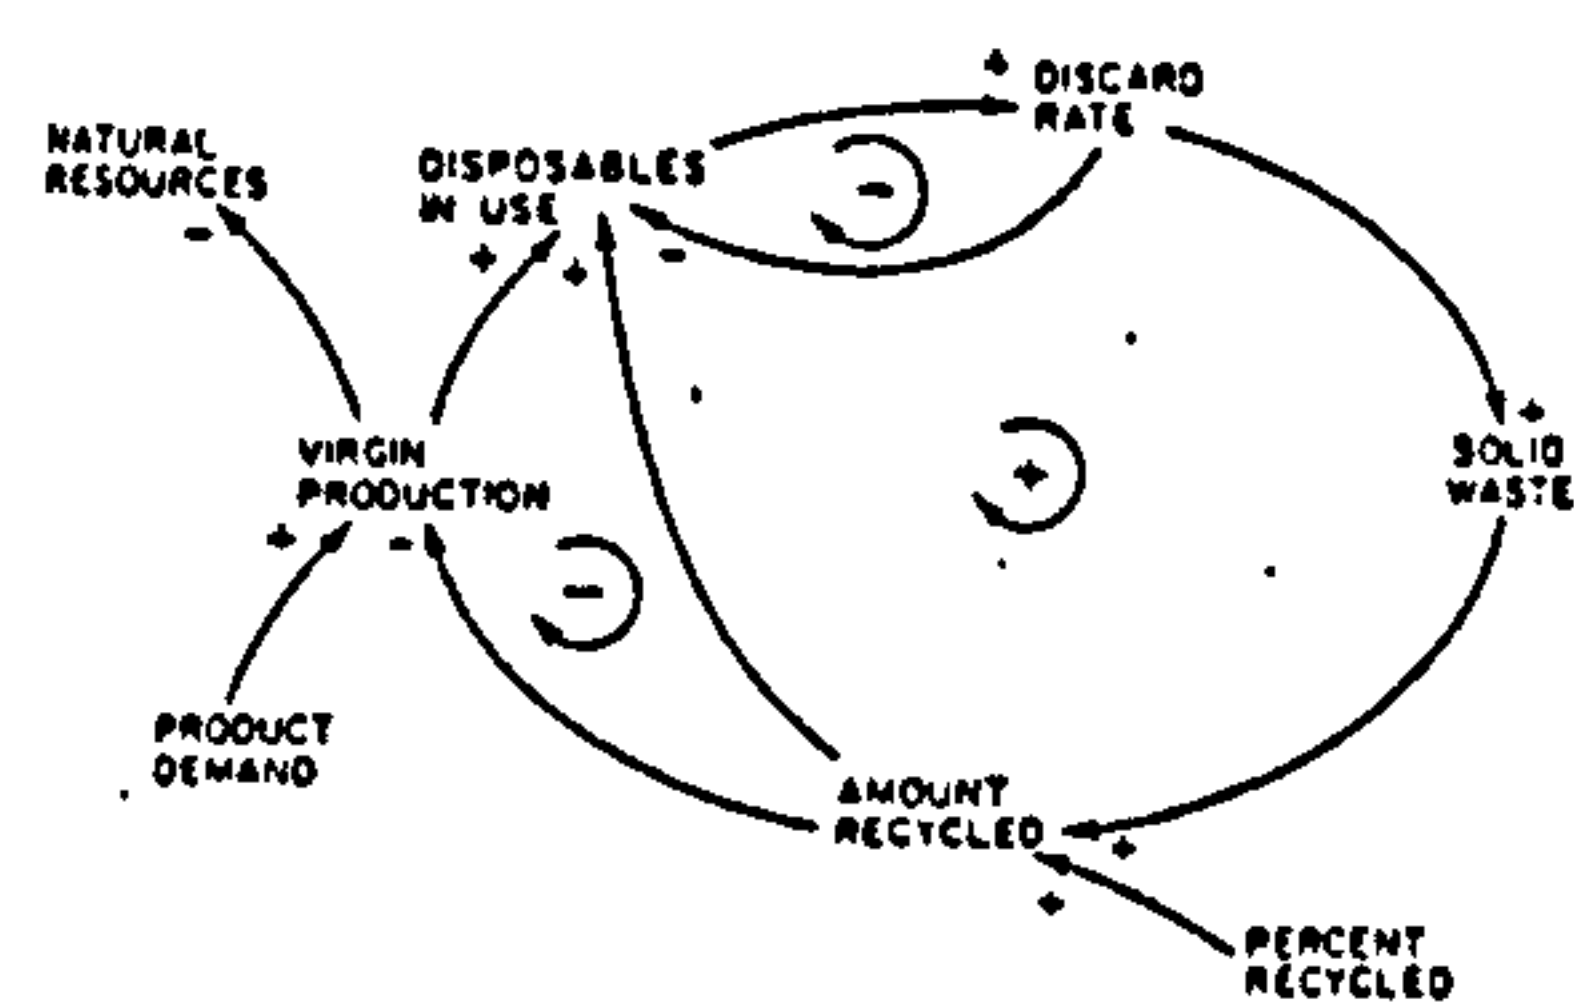 + DISCARD
RATE
NATURAL
RESOURCES
-
DISPOSABLES
IN USE
+
+
-
-
+
SOLID
WASTE
+
VIRGIN
PRODUCTION
+
-
-
PRODUCT
DEMAND
AMOUNT
RECYCLED
+
+
PERCENT
RECYCLED